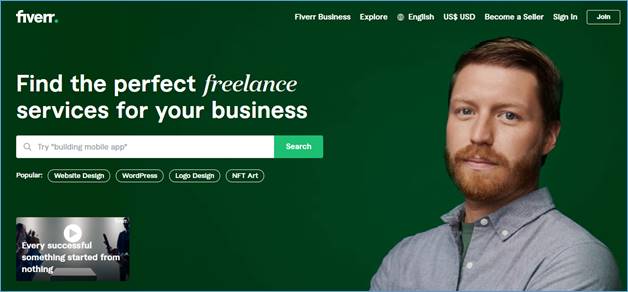 fiverr.
Fiverr Business Explore English US$ USD Become a Seller Sign In Join
Find the perfect freelance
services for your business
Try "building mobile app" Search
Popular: Website Design WordPress Logo Design NFT Art
Every successful
something started from
nothing